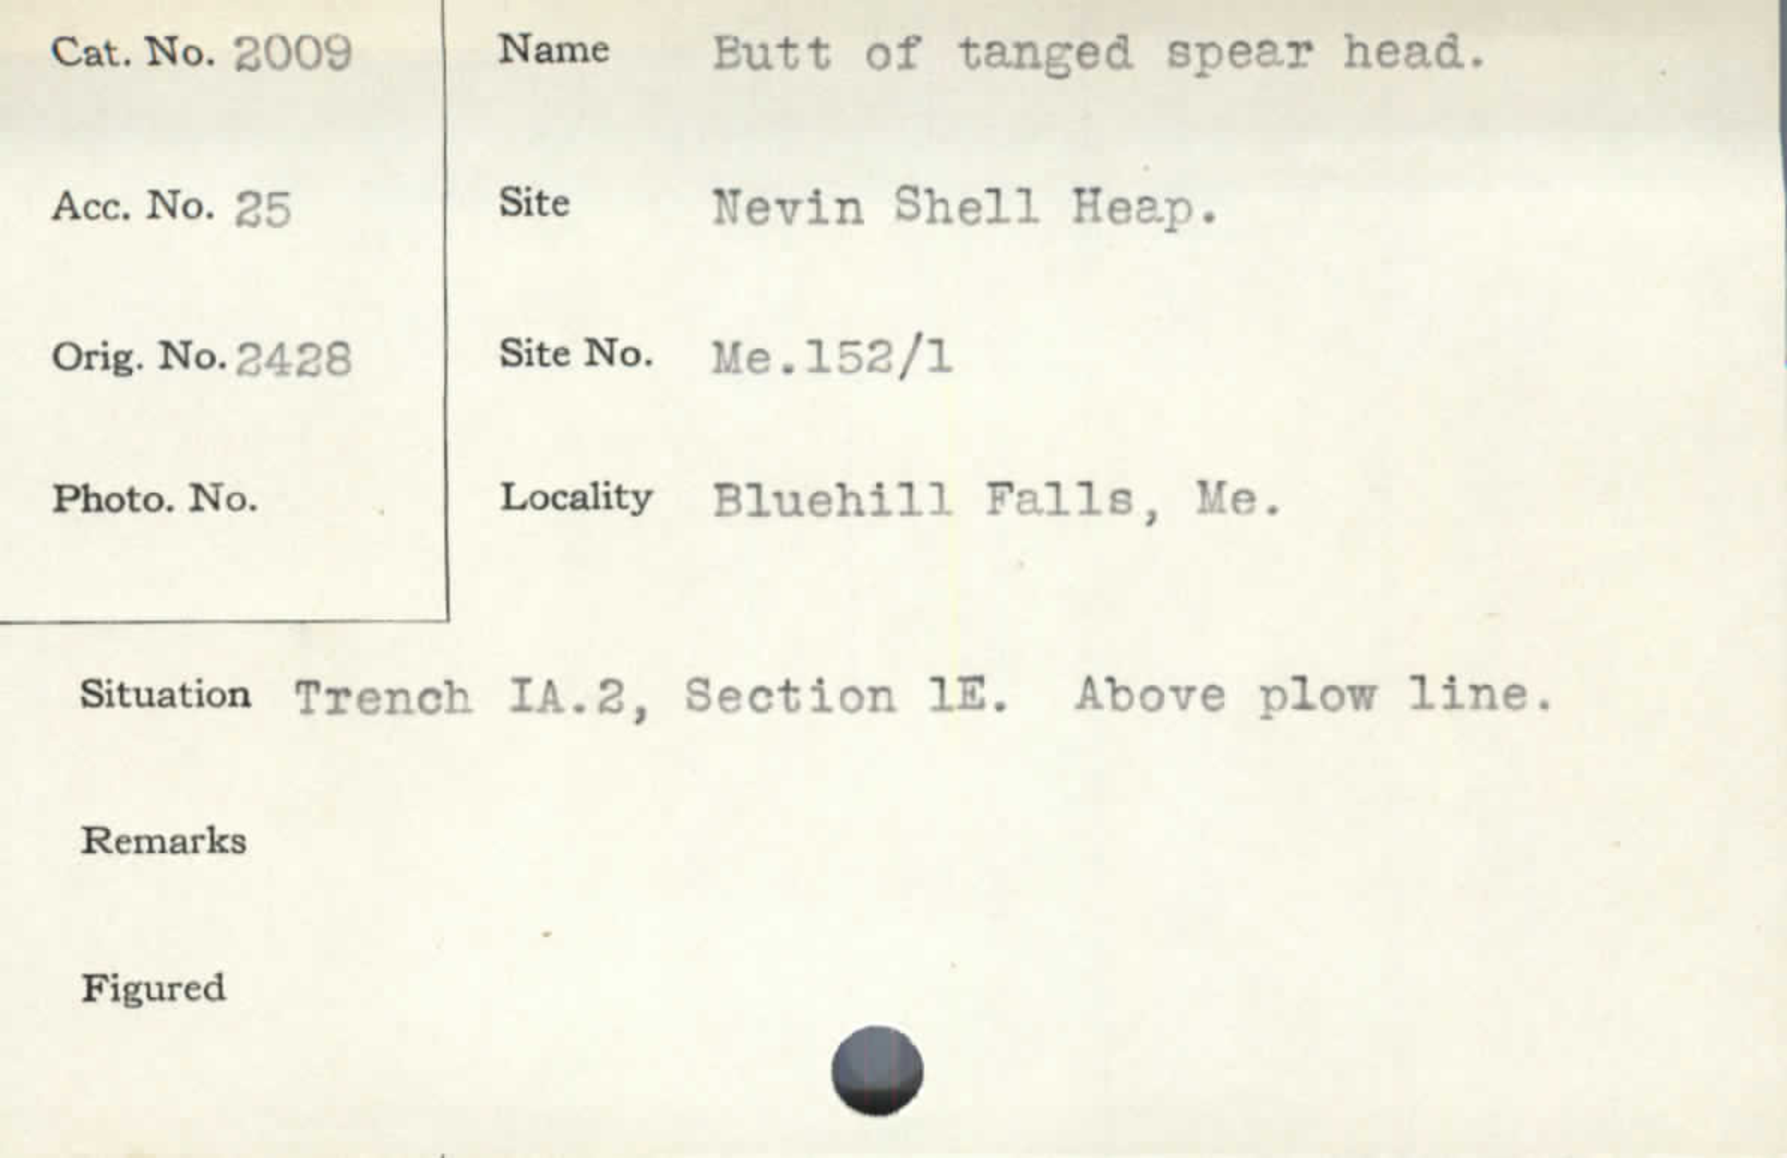 Cat. No. 2009
Name Butt of tanged spear head.
Acc. No. 25
Site Nevin Shell Heap.
Orig. No. 2428
Site No. Me.152/1
Photo. No.
Locality Bluehill Falls, Me.
Situation Trench IA.2, Section 1E. Above plow line.
Remarks
Figured